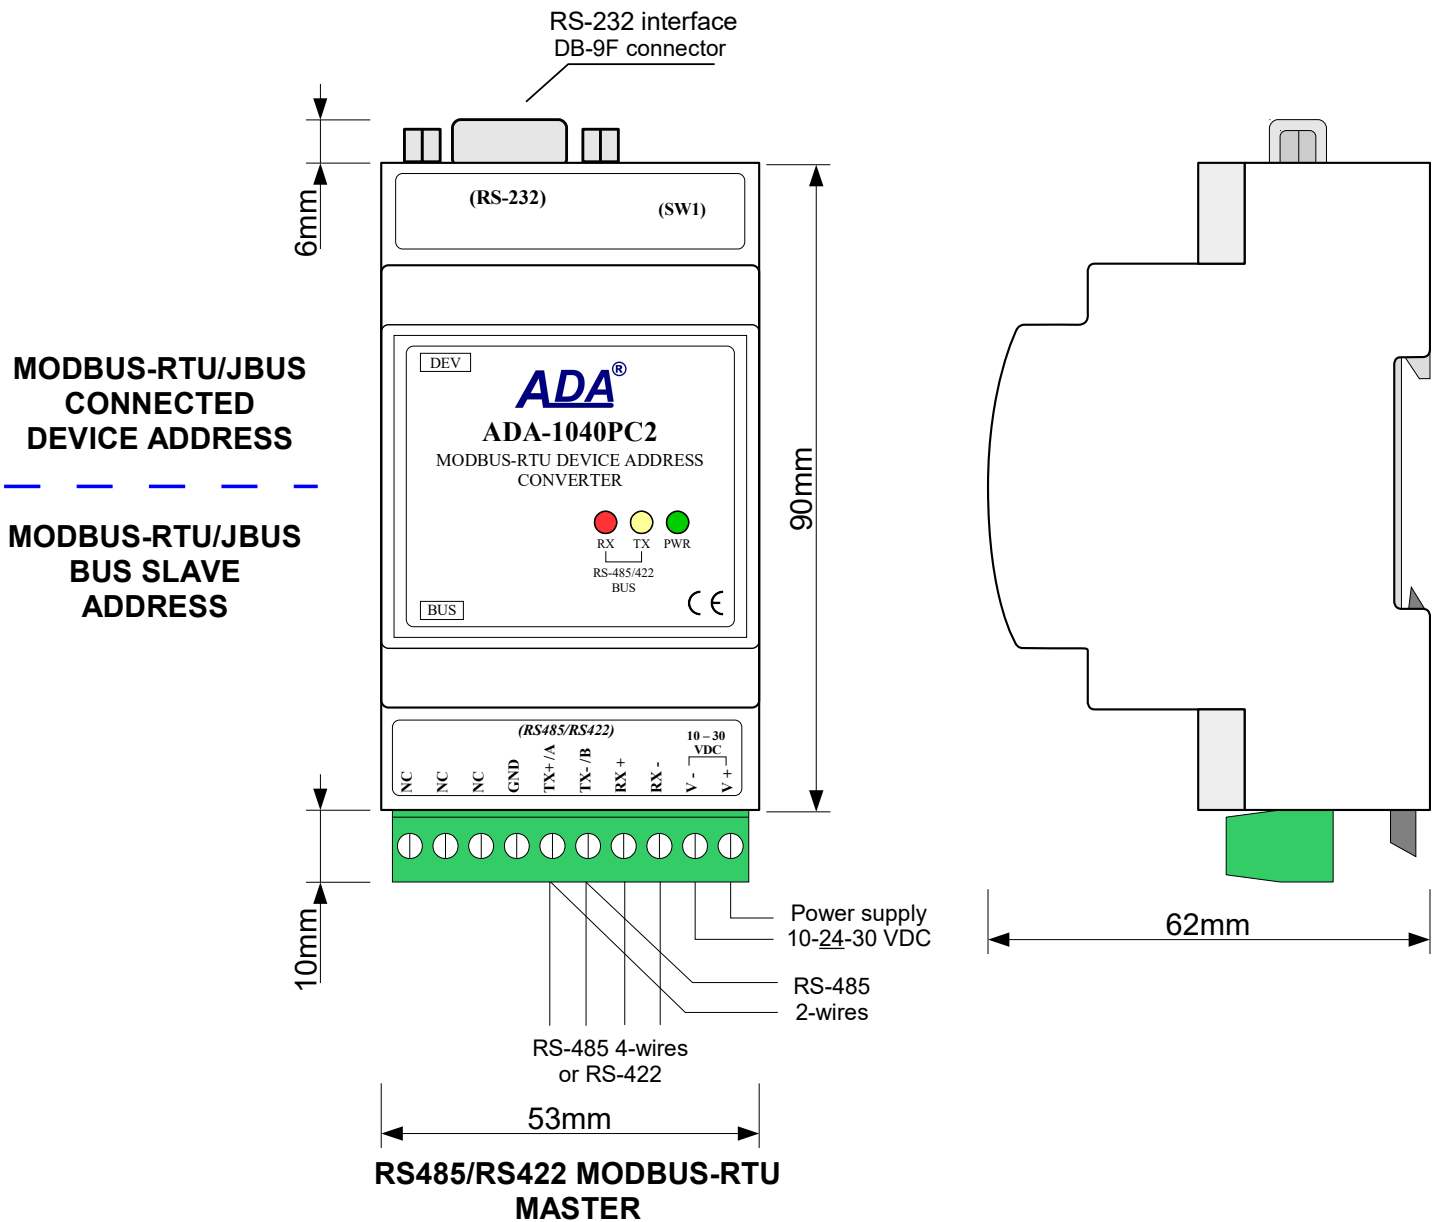 RS-232 interface
DB-9F connector
6mm
(RS-232)
(SW1)
MODBUS-RTU/JBUS
CONNECTED
DEVICE ADDRESS
MODBUS-RTU/JBUS
BUS SLAVE
ADDRESS
DEV
ADA®
ADA-1040PC2
MODBUS-RTU DEVICE ADDRESS
CONVERTER
RX TX PWR
RS-485/422
BUS
BUS
CE
90mm
(RS485/RS422)
10 – 30
VDC
NC
NC
NC
GND
TX+/A
TX-/B
RX +
RX -
V -
V +
10mm
Power supply
10-24-30 VDC
RS-485
2-wires
RS-485 4-wires
or RS-422
53mm
62mm
RS485/RS422 MODBUS-RTU
MASTER